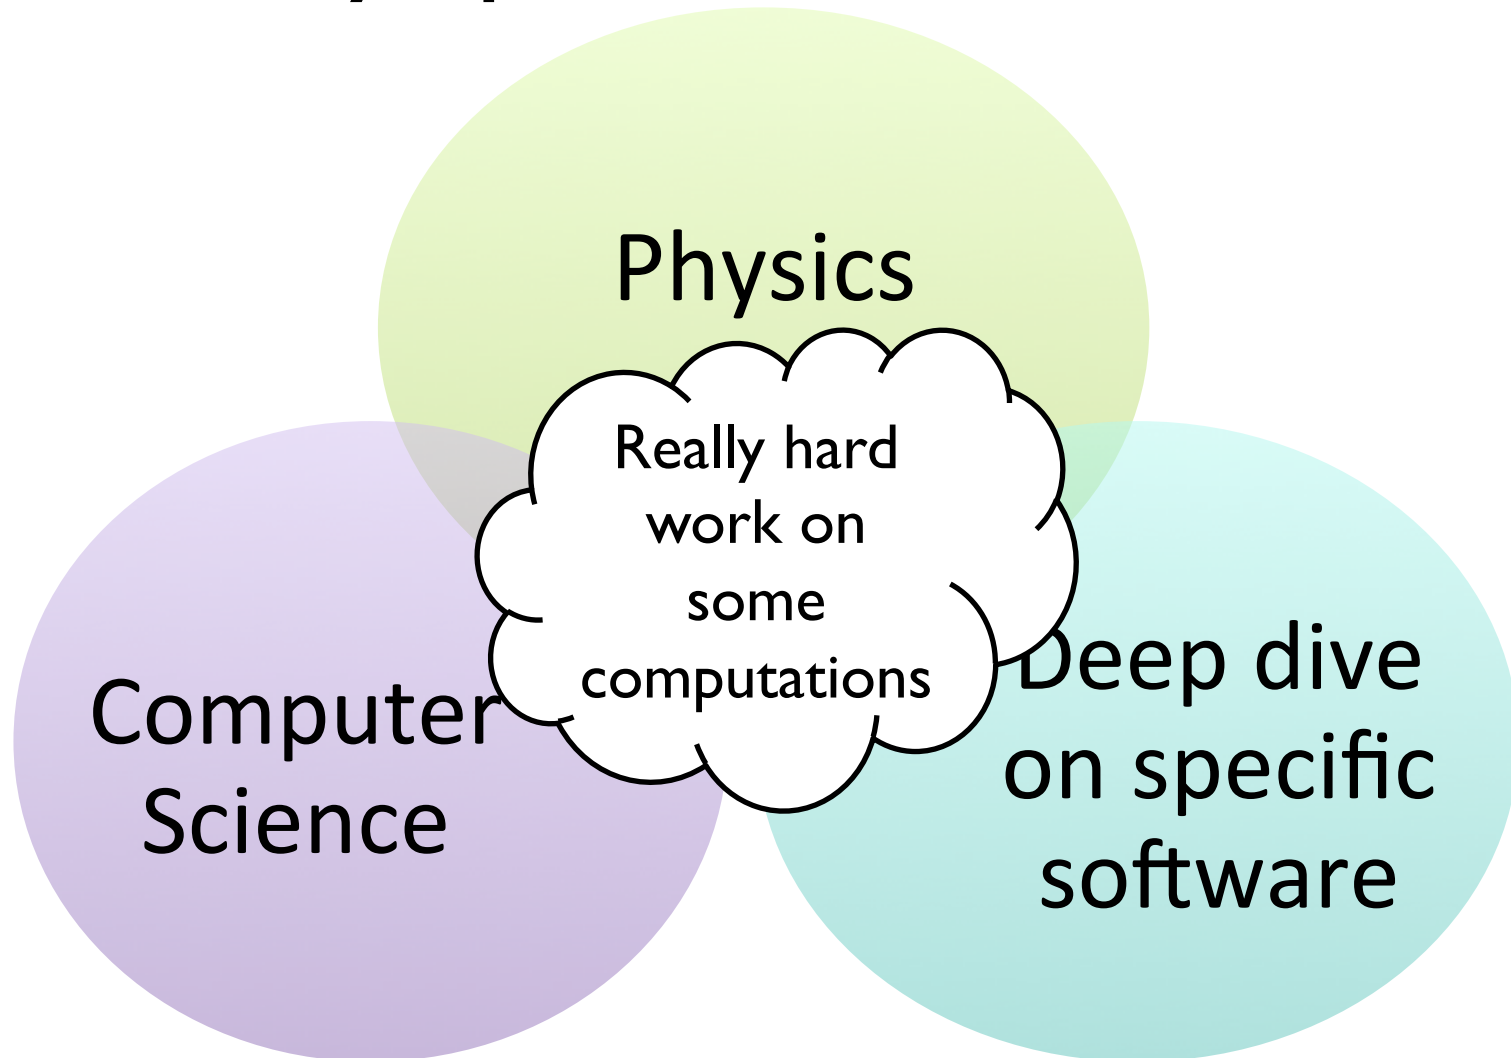 Physics
Really hard
work on
some
computations
Computer
Science
Deep dive
on specific
software